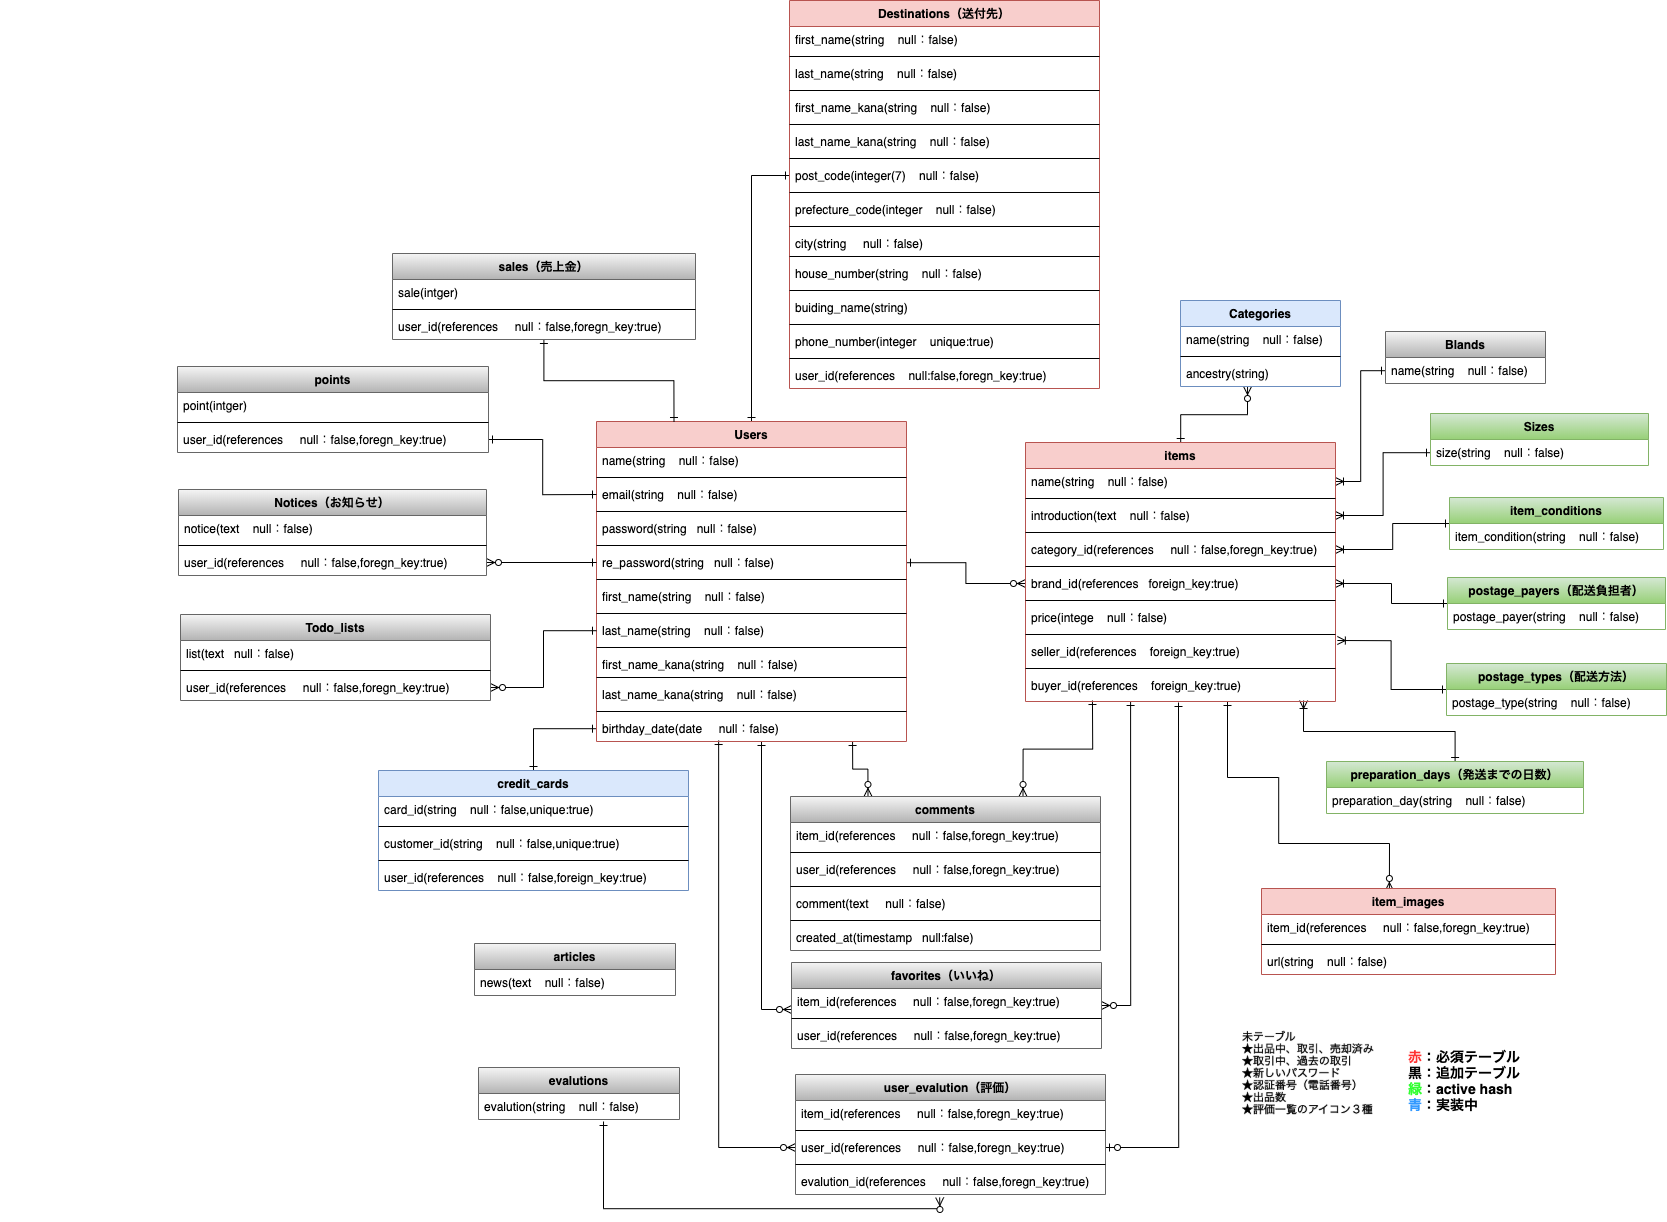 Destinations（送付先）
first_name(string null：false)
last_name(string null：false)
first_name_kana(string null：false)
last_name_kana(string null：false)
post_code(integer(7) null：false)
prefecture_code(integer null：false)
city(string null：false)
house_number(string null：false)
buiding_name(string)
phone_number(integer unique:true)
user_id(references null:false,foregn_key:true)
sales（売上金）
sale(intger)
user_id(references null：false,foregn_key:true)
points
point(intger)
user_id(references null：false,foregn_key:true)
Notices（お知らせ）
notice(text null：false)
user_id(references null：false,foregn_key:true)
Todo_lists
list(text null：false)
user_id(references null：false,foregn_key:true)
Users
name(string null：false)
email(string null：false)
password(string null：false)
re_password(string null：false)
first_name(string null：false)
last_name(string null：false)
first_name_kana(string null：false)
last_name_kana(string null：false)
birthday_date(date null：false)
Categories
name(string null：false)
ancestry(string)
Blands
name(string null：false)
Sizes
size(string null：false)
item_conditions
item_condition(string null：false)
postage_payers（配送負担者）
postage_payer(string null：false)
postage_types（配送方法）
postage_type(string null：false)
preparation_days（発送までの日数）
preparation_day(string null：false)
items
name(string null：false)
introduction(text null：false)
category_id(references null：false,foregn_key:true)
brand_id(references foreign_key:true)
price(intege null：false)
seller_id(references foreign_key:true)
buyer_id(references foreign_key:true)
credit_cards
card_id(string null：false,unique:true)
customer_id(string null：false,unique:true)
user_id(references null：false,foreign_key:true)
comments
item_id(references null：false,foregn_key:true)
user_id(references null：false,foregn_key:true)
comment(text null：false)
created_at(timestamp null:false)
item_images
item_id(references null：false,foregn_key:true)
url(string null：false)
articles
news(text null：false)
favorites（いいね）
item_id(references null：false,foregn_key:true)
user_id(references null：false,foregn_key:true)
evalutions
evalution(string null：false)
user_evalution（評価）
item_id(references null：false,foregn_key:true)
user_id(references null：false,foregn_key:true)
evalution_id(references null：false,foregn_key:true)
未テーブル
★出品中、取引、売却済み
★取引中、過去の取引
★新しいパスワード
★認証番号（電話番号）
★出品数
★評価一覧のアイコン３種
赤：必須テーブル
黒：追加テーブル
緑：active hash
青：実装中